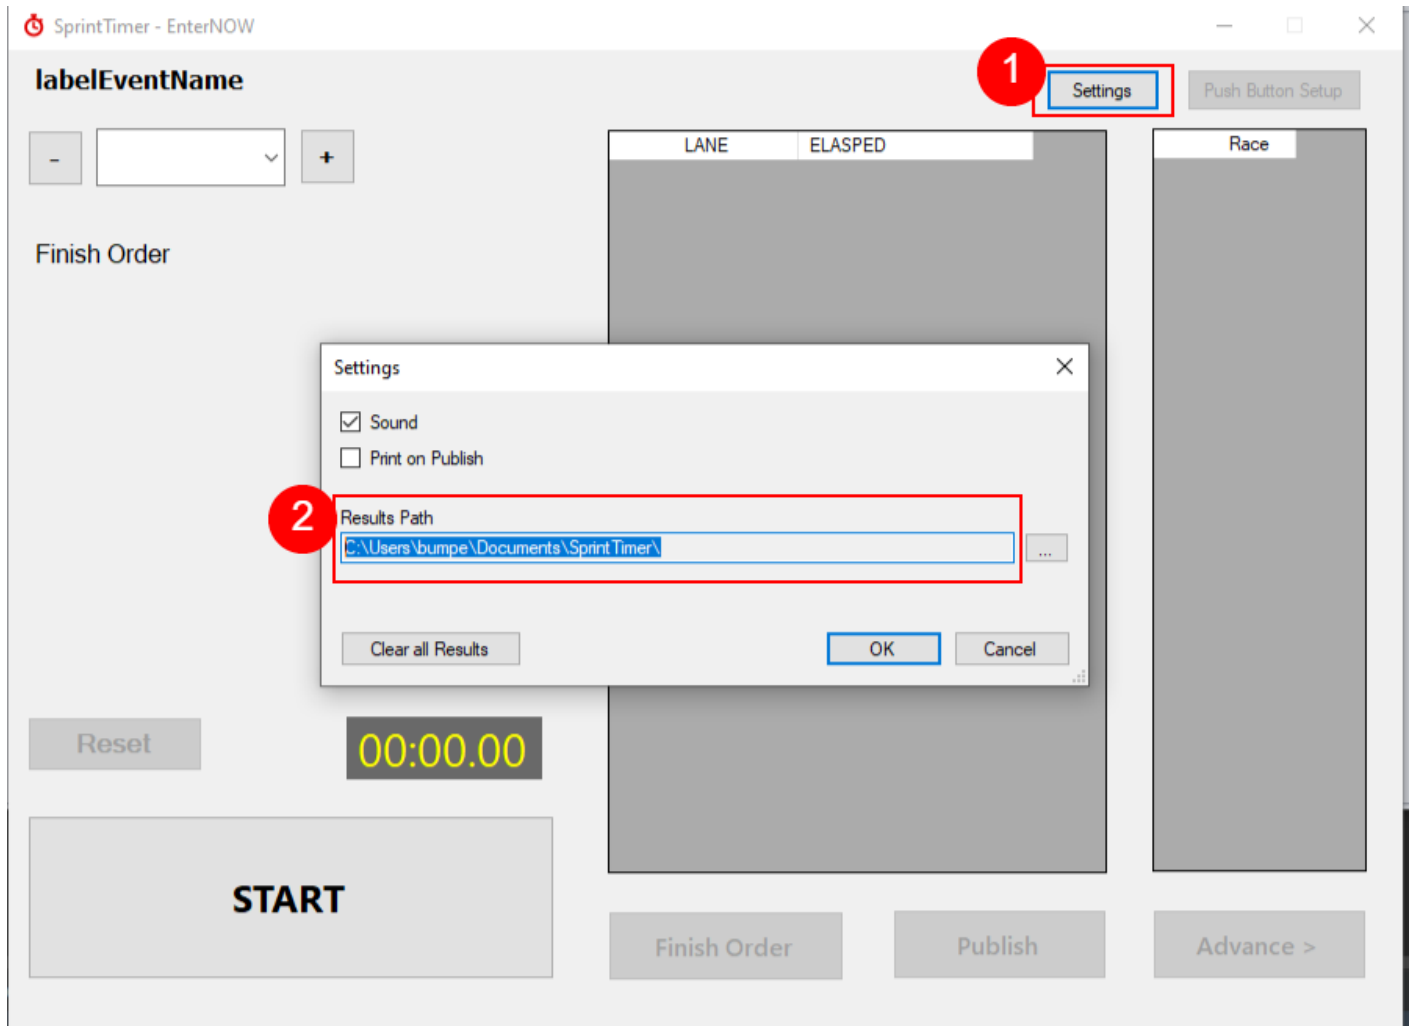 SprintTimer - EnterNOW
labelEventName
1
Settings
Push Button Setup
-
+
LANE ELASPED
Race
Finish Order
Settings
Sound
Print on Publish
2
Results Path
C:\Users\bumpe\Documents\SprintTimer\
...
Clear all Results
OK
Cancel
Reset
00:00.00
START
Finish Order
Publish
Advance >